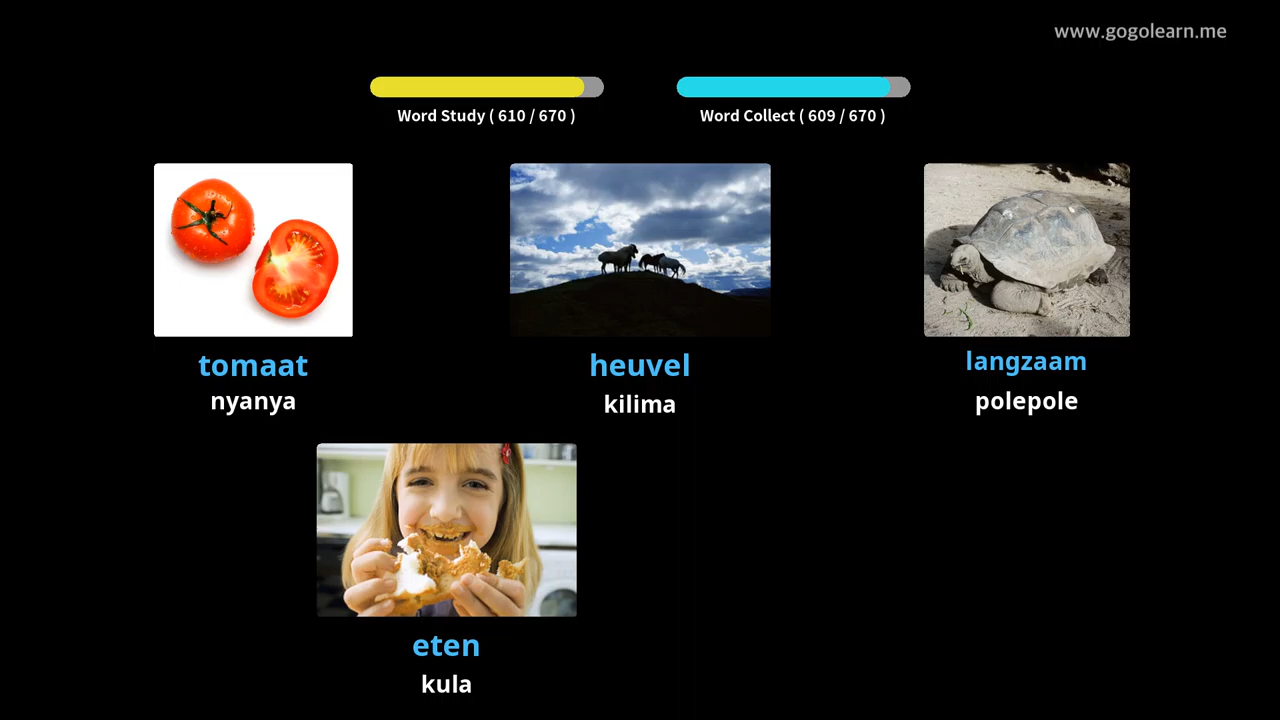 www.gogolearn.me
Word Study ( 610 / 670 )
Word Collect ( 609 / 670 )
tomaat
nyanya
heuvel
kilima
langzaam
polepole
eten
kula